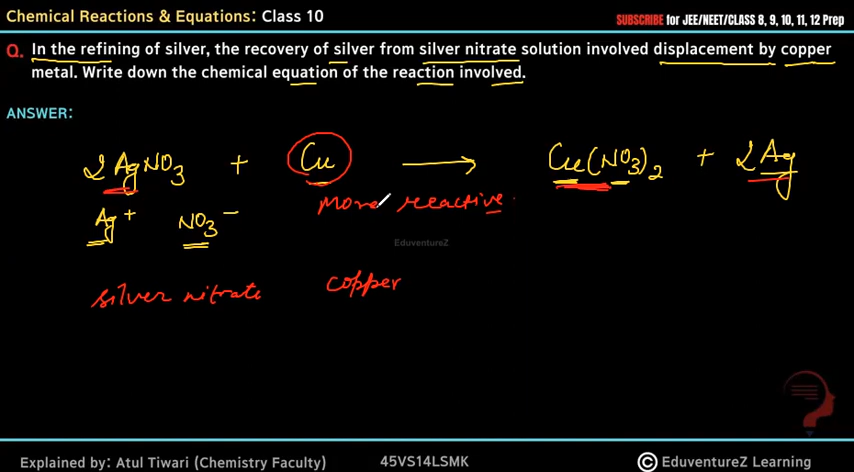 Chemical Reactions & Equations: Class 10
SUBSCRIBE for JEE/NEET/CLASS 8, 9, 10, 11, 12 Prep
Q. In the refining of silver, the recovery of silver from silver nitrate solution involved displacement by copper
metal. Write down the chemical equation of the reaction involved.
ANSWER:
2AgNO₃ + Cu → Cu(NO₃)₂ + 2Ag
More reactive.
Ag⁺ NO₃⁻
EduventureZ
silver nitrate copper
Explained by: Atul Tiwari (Chemistry Faculty) 45VS14LSMK © EduventureZ Learning